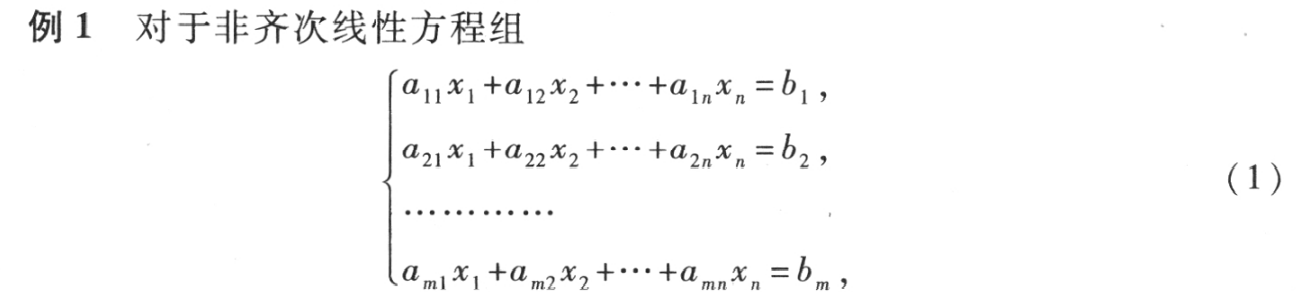 例1 对于非齐次线性方程组
a₁₁x₁+a₁₂x₂+⋯+a₁ₙxₙ=b₁,
a₂₁x₁+a₂₂x₂+⋯+a₂ₙxₙ=b₂,
(1)
…………
aₘ₁x₁+aₘ₂x₂+⋯+aₘₙxₙ=bₘ,